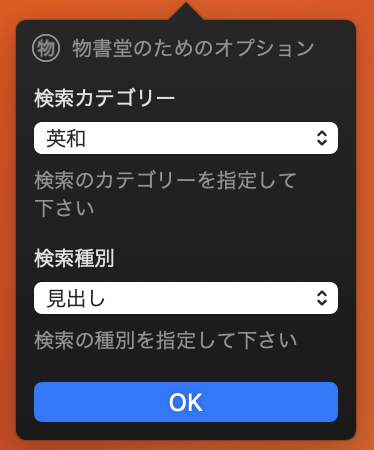 物 物書堂のためのオプション
検索カテゴリー
英和
検索のカテゴリーを指定して
下さい
検索種別
見出し
検索の種別を指定して下さい
OK